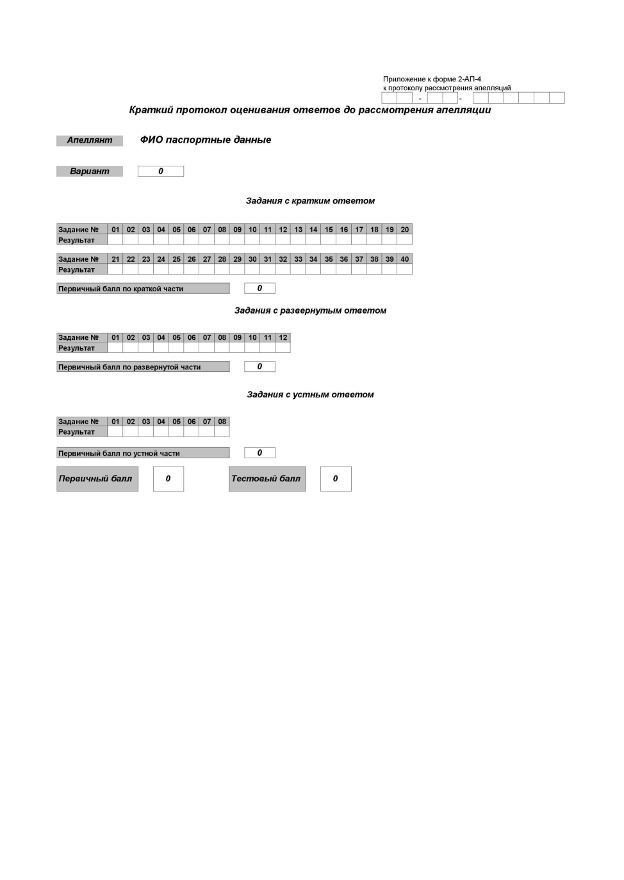 Приложение к форме 2-АП-4
к протоколу рассмотрения апелляций
- -
Краткий протокол оценивания ответов до рассмотрения апелляции
Апеллянт ФИО паспортные данные
Вариант 0
Задания с кратким ответом
Задание № 01 02 03 04 05 06 07 08 09 10 11 12 13 14 15 16 17 18 19 20
Результат
Задание № 21 22 23 24 25 26 27 28 29 30 31 32 33 34 35 36 37 38 39 40
Результат
Первичный балл по краткой части 0
Задания с развернутым ответом
Задание № 01 02 03 04 05 06 07 08 09 10 11 12
Результат
Первичный балл по развернутой части 0
Задания с устным ответом
Задание № 01 02 03 04 05 06 07 08
Результат
Первичный балл по устной части 0
Первичный балл 0 Тестовый балл 0